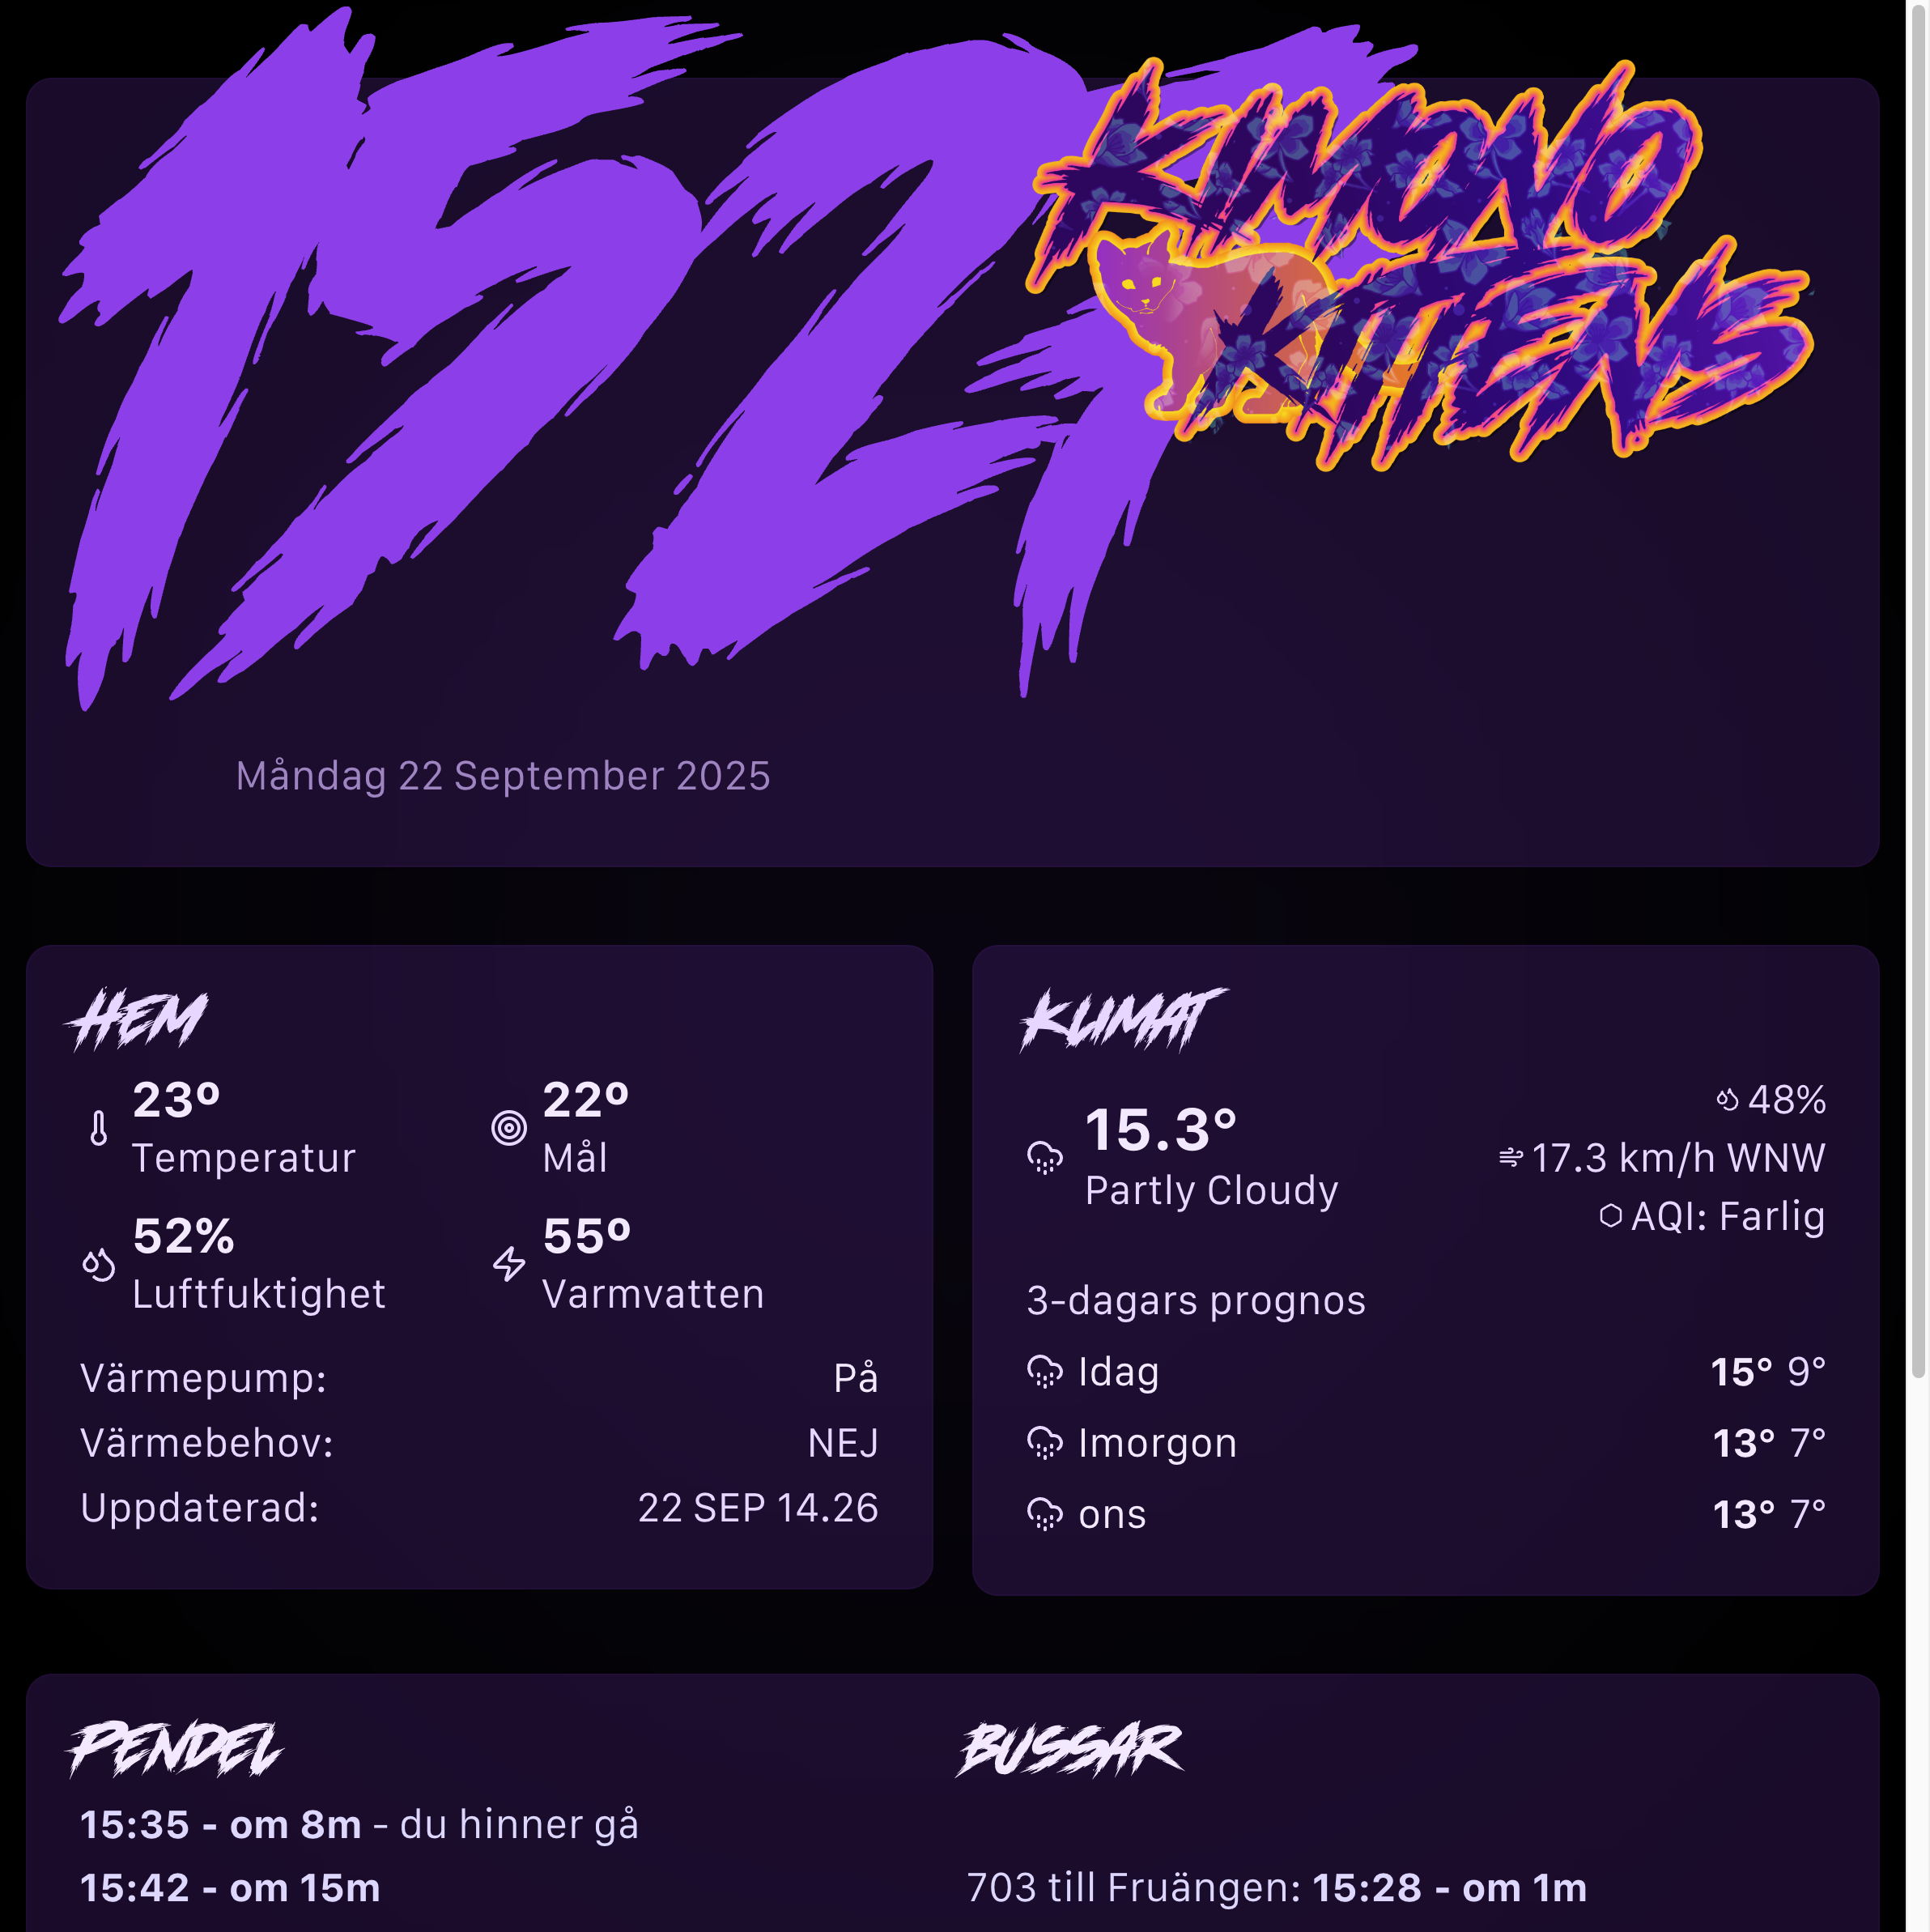 1527
KIMONO
KITTENS
Måndag 22 September 2025
HEM
23º
Temperatur
22º
Mål
52%
Luftfuktighet
55º
Varmvatten
Värmepump: På
Värmebehov: NEJ
Uppdaterad: 22 SEP 14.26
KLIMAT
15.3°
Partly Cloudy
48%
17.3 km/h WNW
AQI: Farlig
3-dagars prognos
Idag 15° 9°
Imorgon 13° 7°
ons 13° 7°
PENDEL
15:35 - om 8m - du hinner gå
15:42 - om 15m
BUSSAR
703 till Fruängen: 15:28 - om 1m